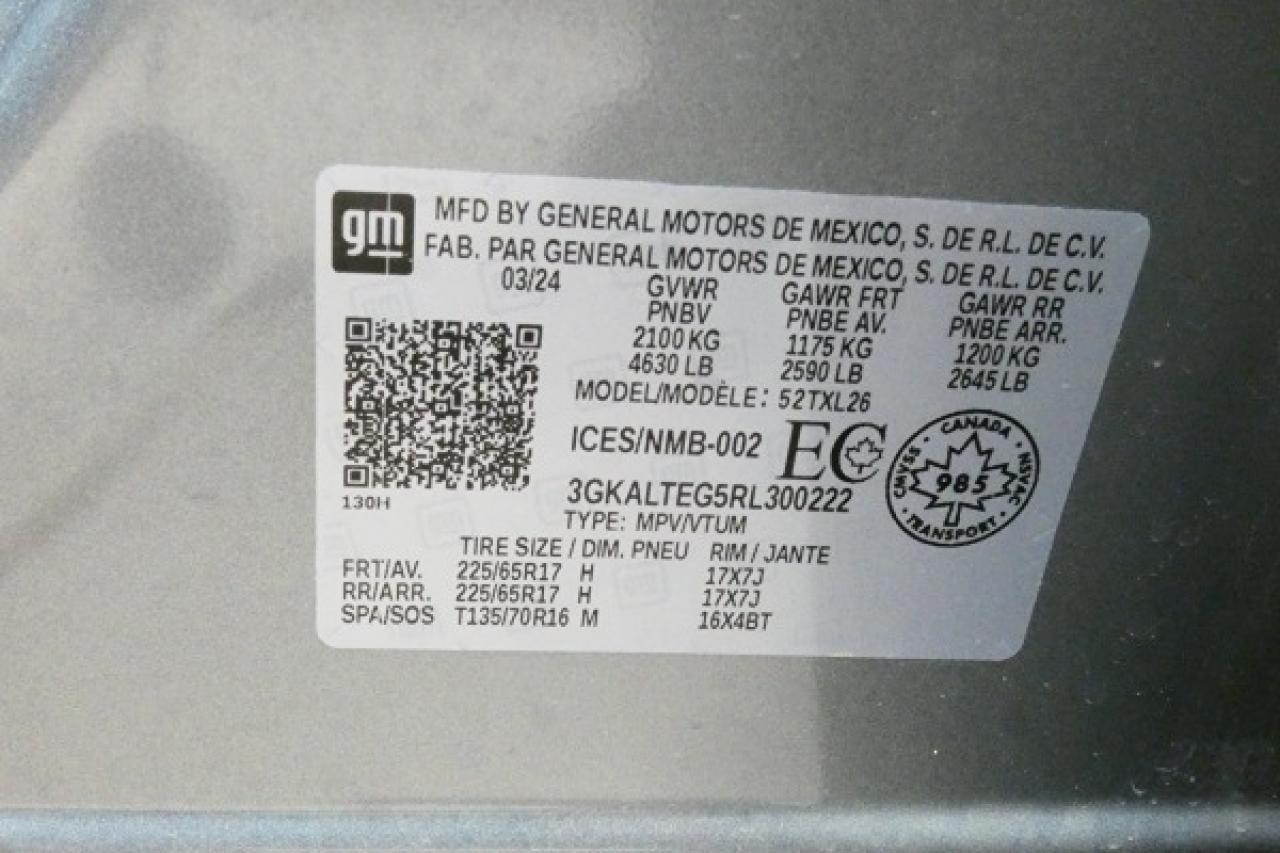 gm
MFD BY GENERAL MOTORS DE MEXICO, S. DE R.L. DE C.V.
FAB. PAR GENERAL MOTORS DE MEXICO, S. DE R.L. DE C.V.
03/24 GVWR GAWR FRT GAWR RR
PNBV PNBE AV. PNBE ARR.
2100 KG 1175 KG 1200 KG
4630 LB 2590 LB 2645 LB
MODEL/MODÈLE: 52TXL26
ICES/NMB-002 EC
CANADA
CMVSS 985 NSVAC
TRANSPORT
130H 3GKALTEG5RL300222
TYPE: MPV/VTUM
TIRE SIZE / DIM. PNEU RIM / JANTE
FRT/AV. 225/65R17 H 17X7J
RR/ARR. 225/65R17 H 17X7J
SPA/SOS T135/70R16 M 16X4BT